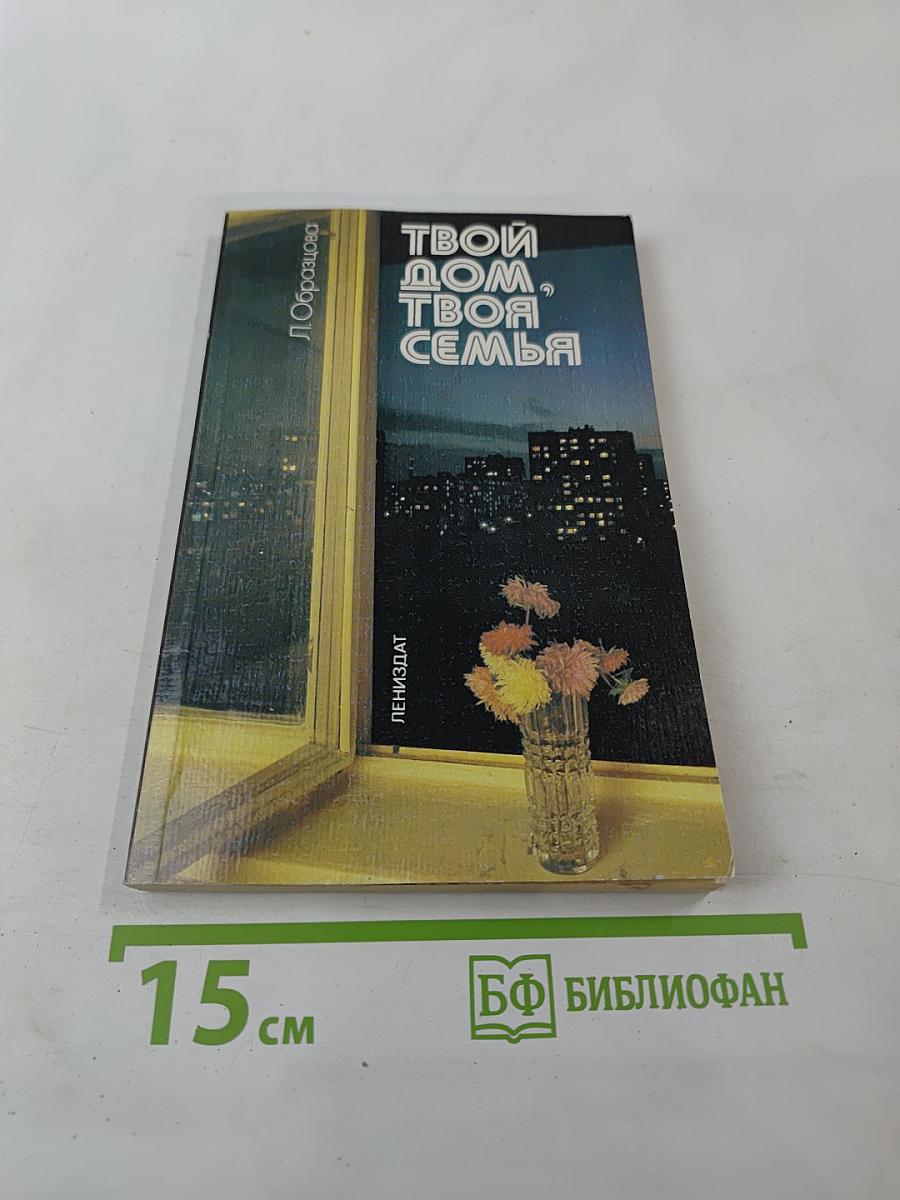 Л. Образцова
ТВОЙ
ДОМ,
ТВОЯ
СЕМЬЯ
ЛЕНИЗДАТ
15 см
БФ БИБЛИОФАН